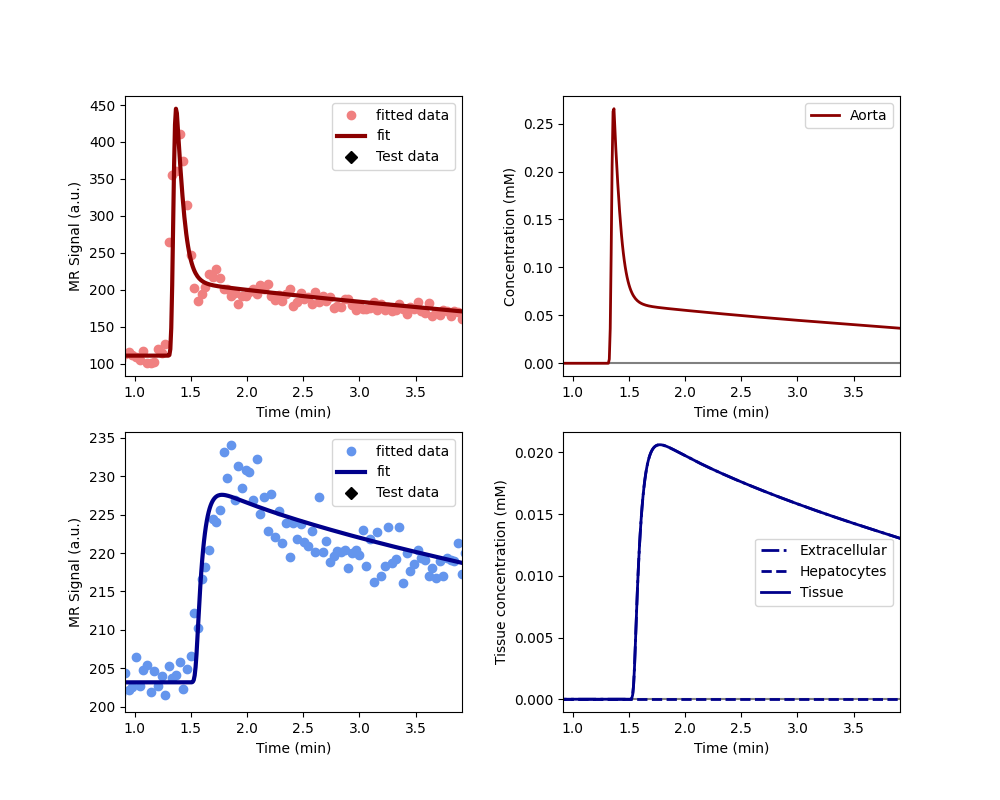 450
400
350
300
250
200
150
100
MR Signal (a.u.)
1.0 1.5 2.0 2.5 3.0 3.5
Time (min)
fitted data
fit
Test data
0.25
0.20
0.15
0.10
0.05
0.00
Concentration (mM)
1.0 1.5 2.0 2.5 3.0 3.5
Time (min)
Aorta
235
230
225
220
215
210
205
200
MR Signal (a.u.)
1.0 1.5 2.0 2.5 3.0 3.5
Time (min)
fitted data
fit
Test data
0.020
0.015
0.010
0.005
0.000
Tissue concentration (mM)
1.0 1.5 2.0 2.5 3.0 3.5
Time (min)
Extracellular
Hepatocytes
Tissue